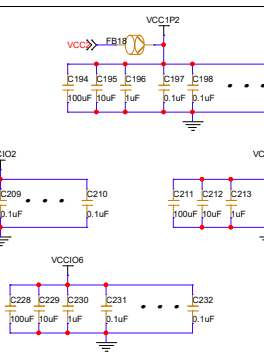 VCC1P2
FB18
C194 C195 C196 C197 C198
100uF 10uF 1uF 0.1uF 0.1uF
C209 C210
0.1uF 0.1uF
C211 C212 C213
100uF 10uF 1uF
VCCIO6
C228 C229 C230 C231 C232
100uF 10uF 1uF 0.1uF 0.1uF